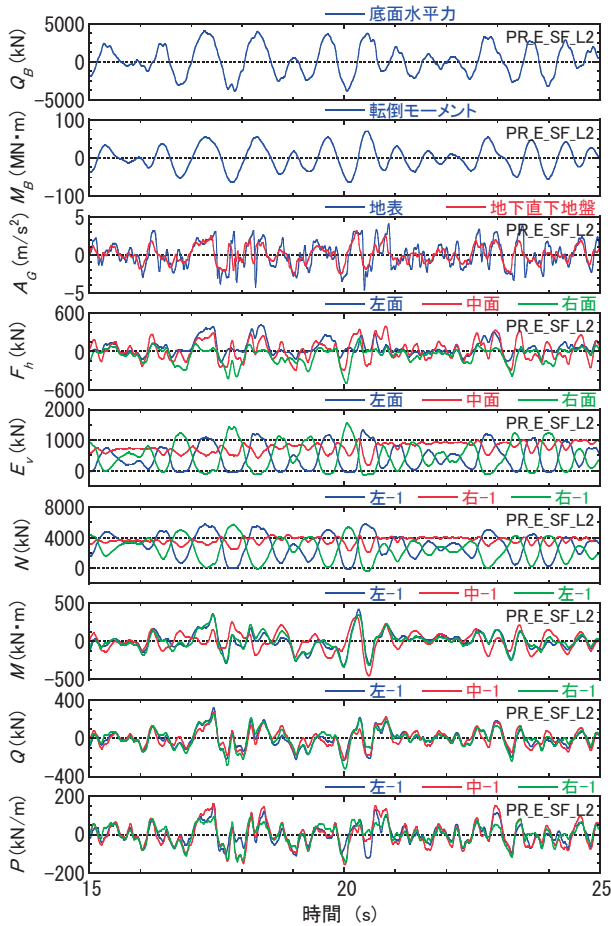 底面水平力
5000
0
-5000
Q_B (kN)
PR_E_SF_L2
転倒モーメント
100
0
-100
M_B (MN・m)
PR_E_SF_L2
地表 地下直下地盤
5
0
-5
A_G (m/s²)
PR_E_SF_L2
左面 中面 右面
600
0
-600
F_h (kN)
PR_E_SF_L2
左面 中面 右面
2000
1000
0
E_v (kN)
PR_E_SF_L2
左-1 右-1 右-1
8000
4000
0
N (kN)
PR_E_SF_L2
左-1 中-1 左-1
500
0
-500
M (kN・m)
PR_E_SF_L2
左-1 中-1 右-1
400
0
-400
Q (kN)
PR_E_SF_L2
左-1 中-1 右-1
200
0
-200
P (kN/m)
PR_E_SF_L2
15 20 25
時間 (s)